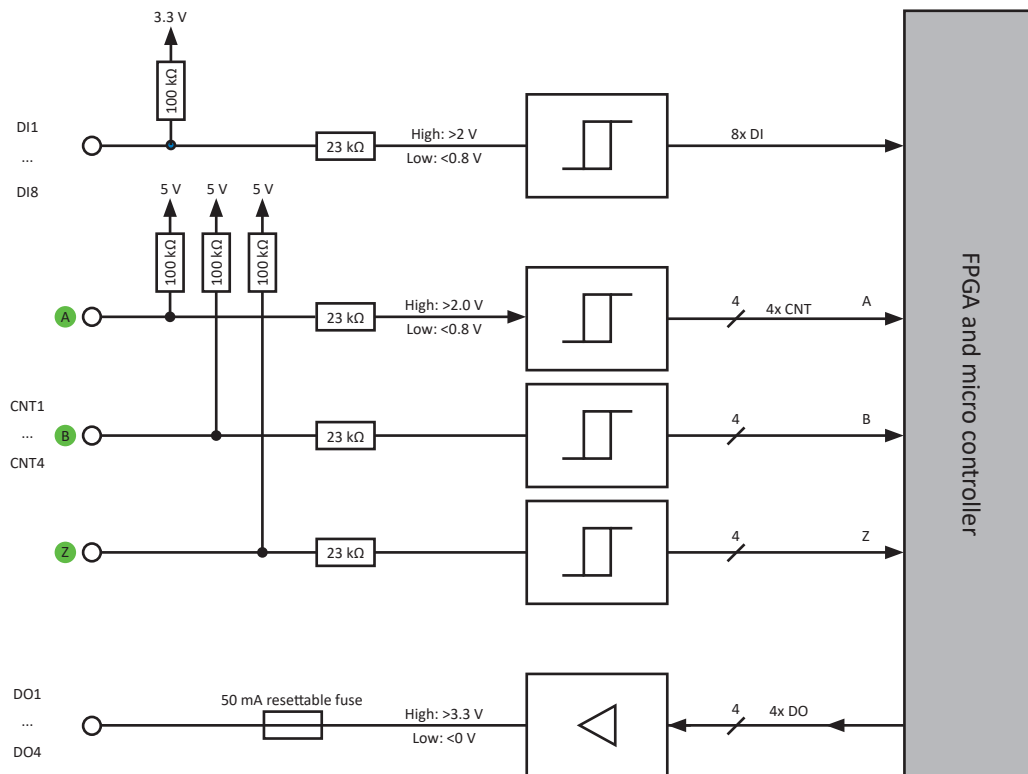 3.3 V
100 kΩ
DI1
...
DI8
23 kΩ
High: >2 V
Low: <0.8 V
8x DI
5 V
5 V
5 V
100 kΩ
100 kΩ
100 kΩ
A
23 kΩ
High: >2.0 V
Low: <0.8 V
4
4x CNT
A
CNT1
...
CNT4
B
23 kΩ
4
B
Z
23 kΩ
4
Z
DO1
...
DO4
50 mA resettable fuse
High: >3.3 V
Low: <0 V
4
4x DO
FPGA and micro controller